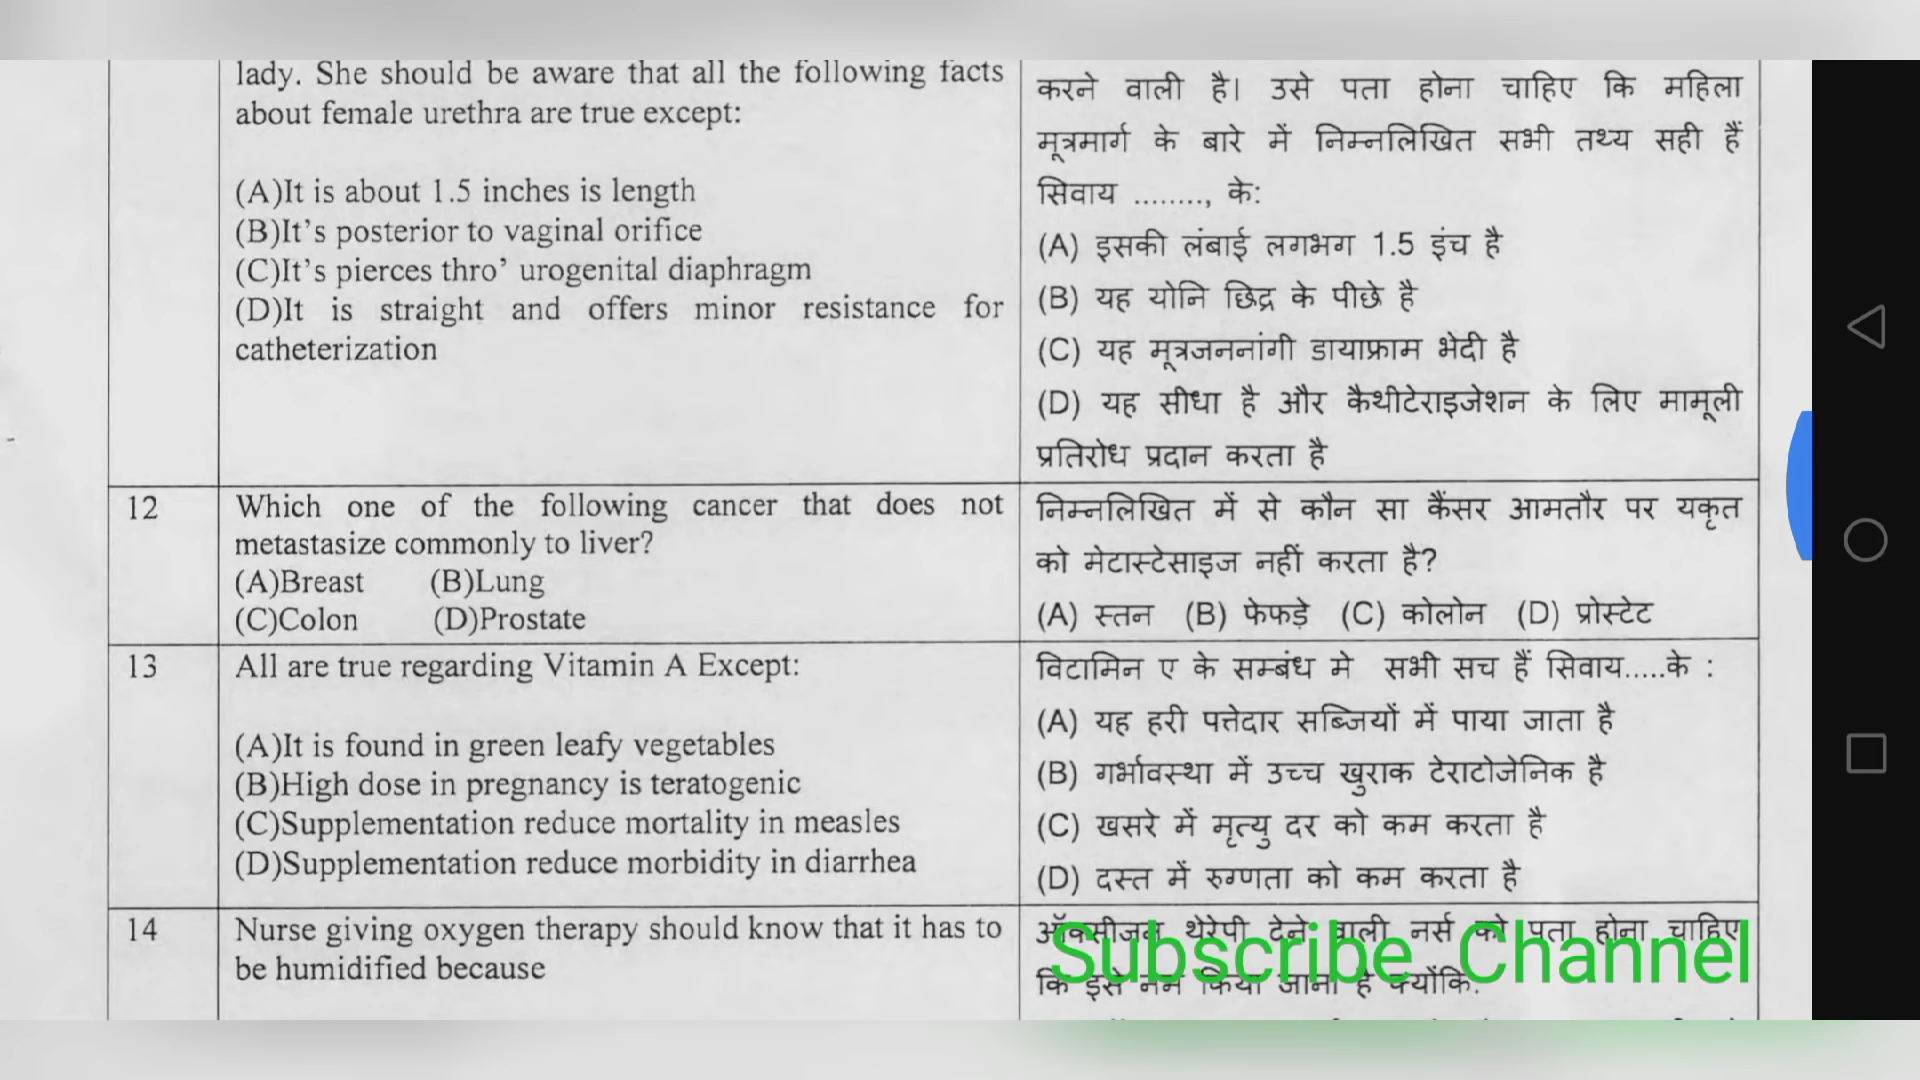 lady. She should be aware that all the following facts
about female urethra are true except:
(A)It is about 1.5 inches is length
(B)It's posterior to vaginal orifice
(C)It's pierces thro' urogenital diaphragm
(D)It is straight and offers minor resistance for
catheterization
करने वाली है। उसे पता होना चाहिए कि महिला
मूत्रमार्ग के बारे में निम्नलिखित सभी तथ्य सही हैं
सिवाय ........, के:
(A) इसकी लंबाई लगभग 1.5 इंच है
(B) यह योनि छिद्र के पीछे है
(C) यह मूत्रजननांगी डायाफ्राम भेदी है
(D) यह सीधा है और कैथीटेराइजेशन के लिए मामूली
प्रतिरोध प्रदान करता है
12
Which one of the following cancer that does not
metastasize commonly to liver?
(A)Breast (B)Lung
(C)Colon (D)Prostate
निम्नलिखित में से कौन सा कैंसर आमतौर पर यकृत
को मेटास्टेसाइज नहीं करता है?
(A) स्तन (B) फेफड़े (C) कोलोन (D) प्रोस्टेट
13
All are true regarding Vitamin A Except:
(A)It is found in green leafy vegetables
(B)High dose in pregnancy is teratogenic
(C)Supplementation reduce mortality in measles
(D)Supplementation reduce morbidity in diarrhea
विटामिन ए के सम्बंध मे सभी सच हैं सिवाय.....के :
(A) यह हरी पत्तेदार सब्जियों में पाया जाता है
(B) गर्भावस्था में उच्च खुराक टेराटोजेनिक है
(C) खसरे में मृत्यु दर को कम करता है
(D) दस्त में रुग्णता को कम करता है
14
Nurse giving oxygen therapy should know that it has to
be humidified because
ऑक्सीजन थेरेपी देने वाली नर्स को पता होना चाहिए
कि इसे नम किया जाना है क्योंकि:
Subscribe Channel